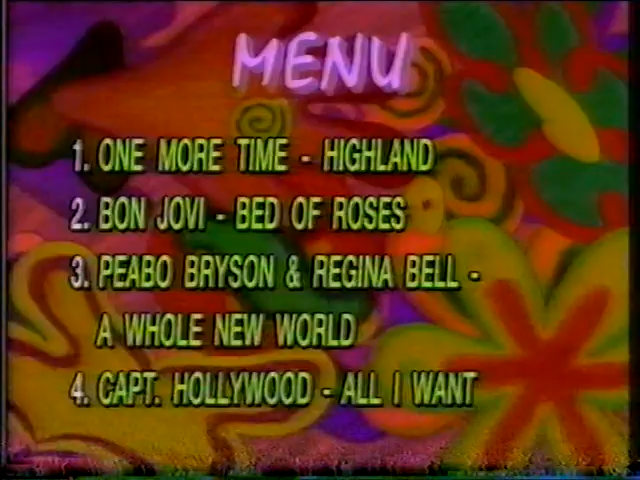 MENU
1. ONE MORE TIME - HIGHLAND
2. BON JOVI - BED OF ROSES
3. PEABO BRYSON & REGINA BELL -
A WHOLE NEW WORLD
4. CAPT. HOLLYWOOD - ALL I WANT